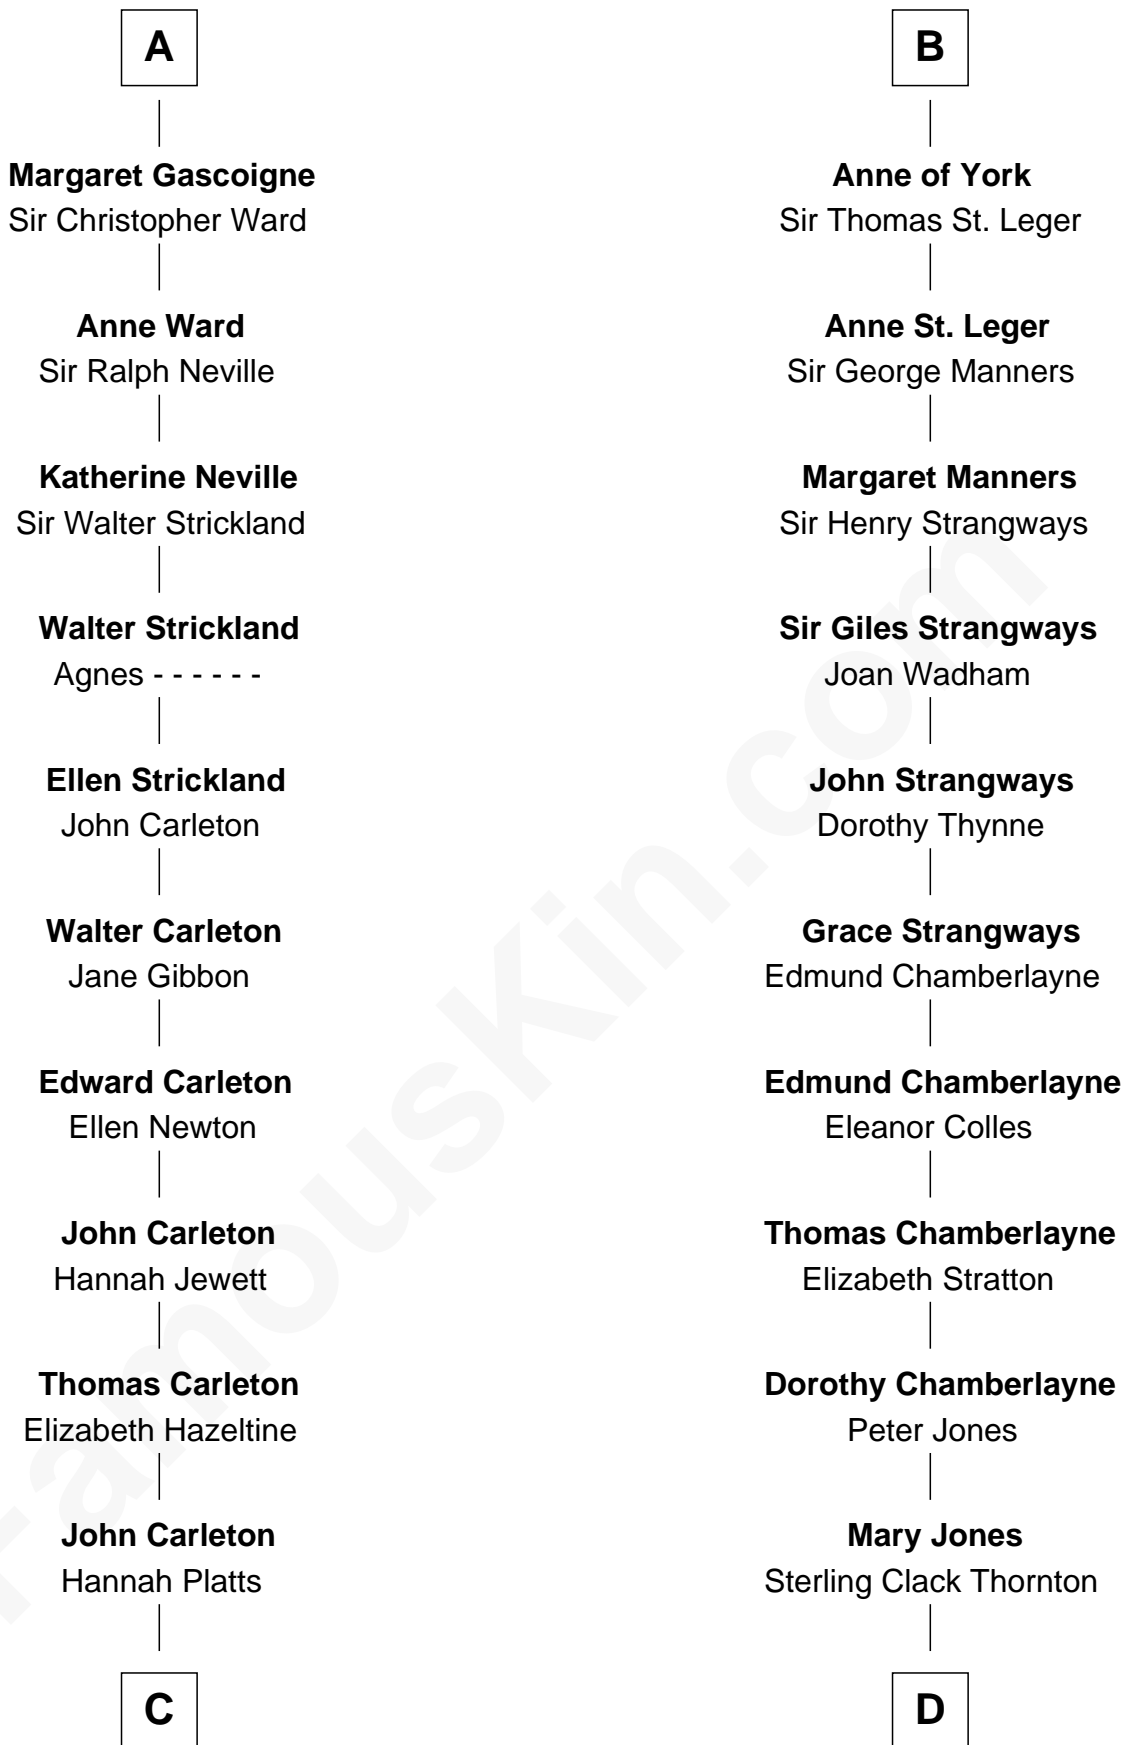 A
Margaret Gascoigne
Sir Christopher Ward
Anne Ward
Sir Ralph Neville
Katherine Neville
Sir Walter Strickland
Walter Strickland
Agnes - - - - - -
Ellen Strickland
John Carleton
Walter Carleton
Jane Gibbon
Edward Carleton
Ellen Newton
John Carleton
Hannah Jewett
Thomas Carleton
Elizabeth Hazeltine
John Carleton
Hannah Platts
C
B
Anne of York
Sir Thomas St. Leger
Anne St. Leger
Sir George Manners
Margaret Manners
Sir Henry Strangways
Sir Giles Strangways
Joan Wadham
John Strangways
Dorothy Thynne
Grace Strangways
Edmund Chamberlayne
Edmund Chamberlayne
Eleanor Colles
Thomas Chamberlayne
Elizabeth Stratton
Dorothy Chamberlayne
Peter Jones
Mary Jones
Sterling Clack Thornton
D
FamousKin.com